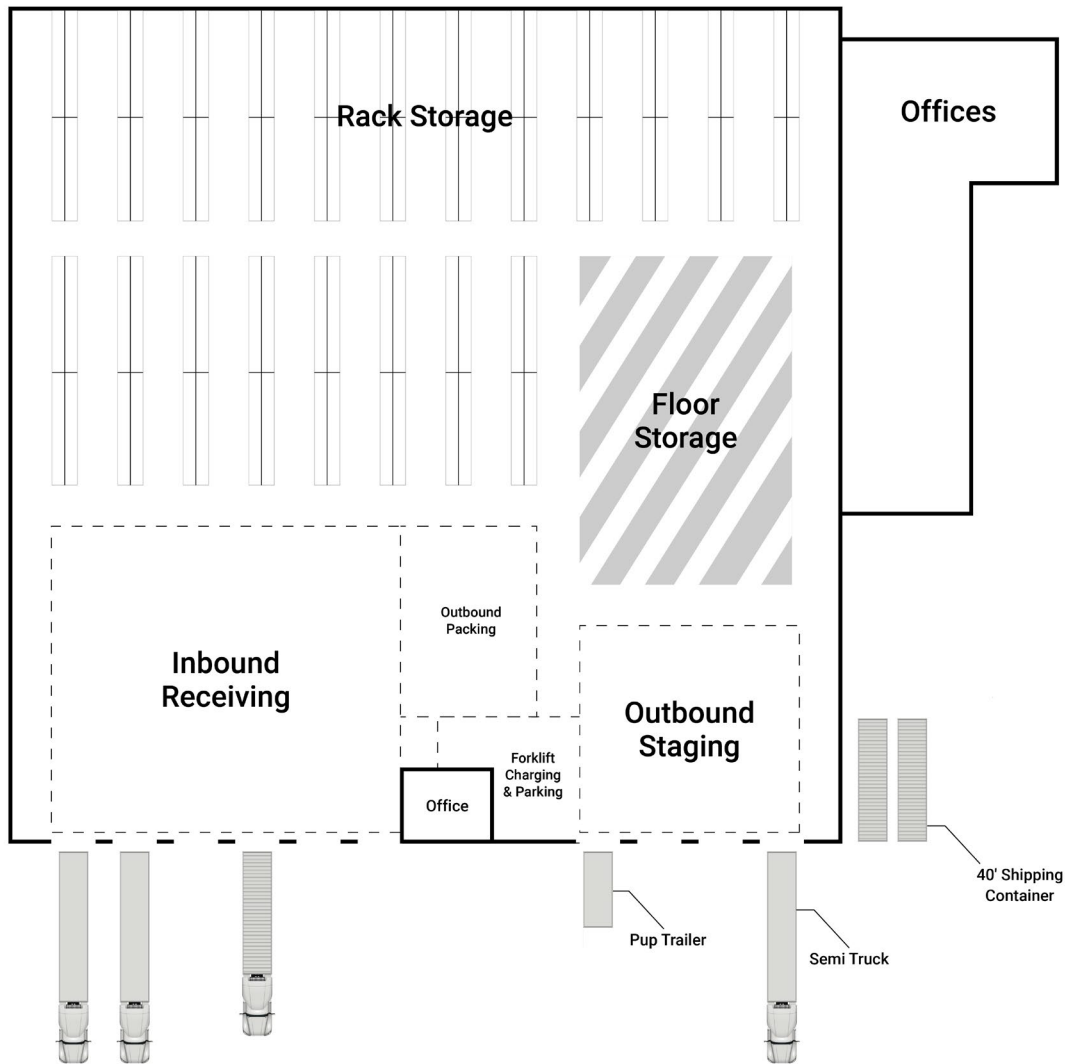 Rack Storage
Offices
Floor
Storage
Outbound
Packing
Inbound
Receiving
Outbound
Staging
Forklift
Charging
& Parking
Office
40' Shipping
Container
Pup Trailer
Semi Truck